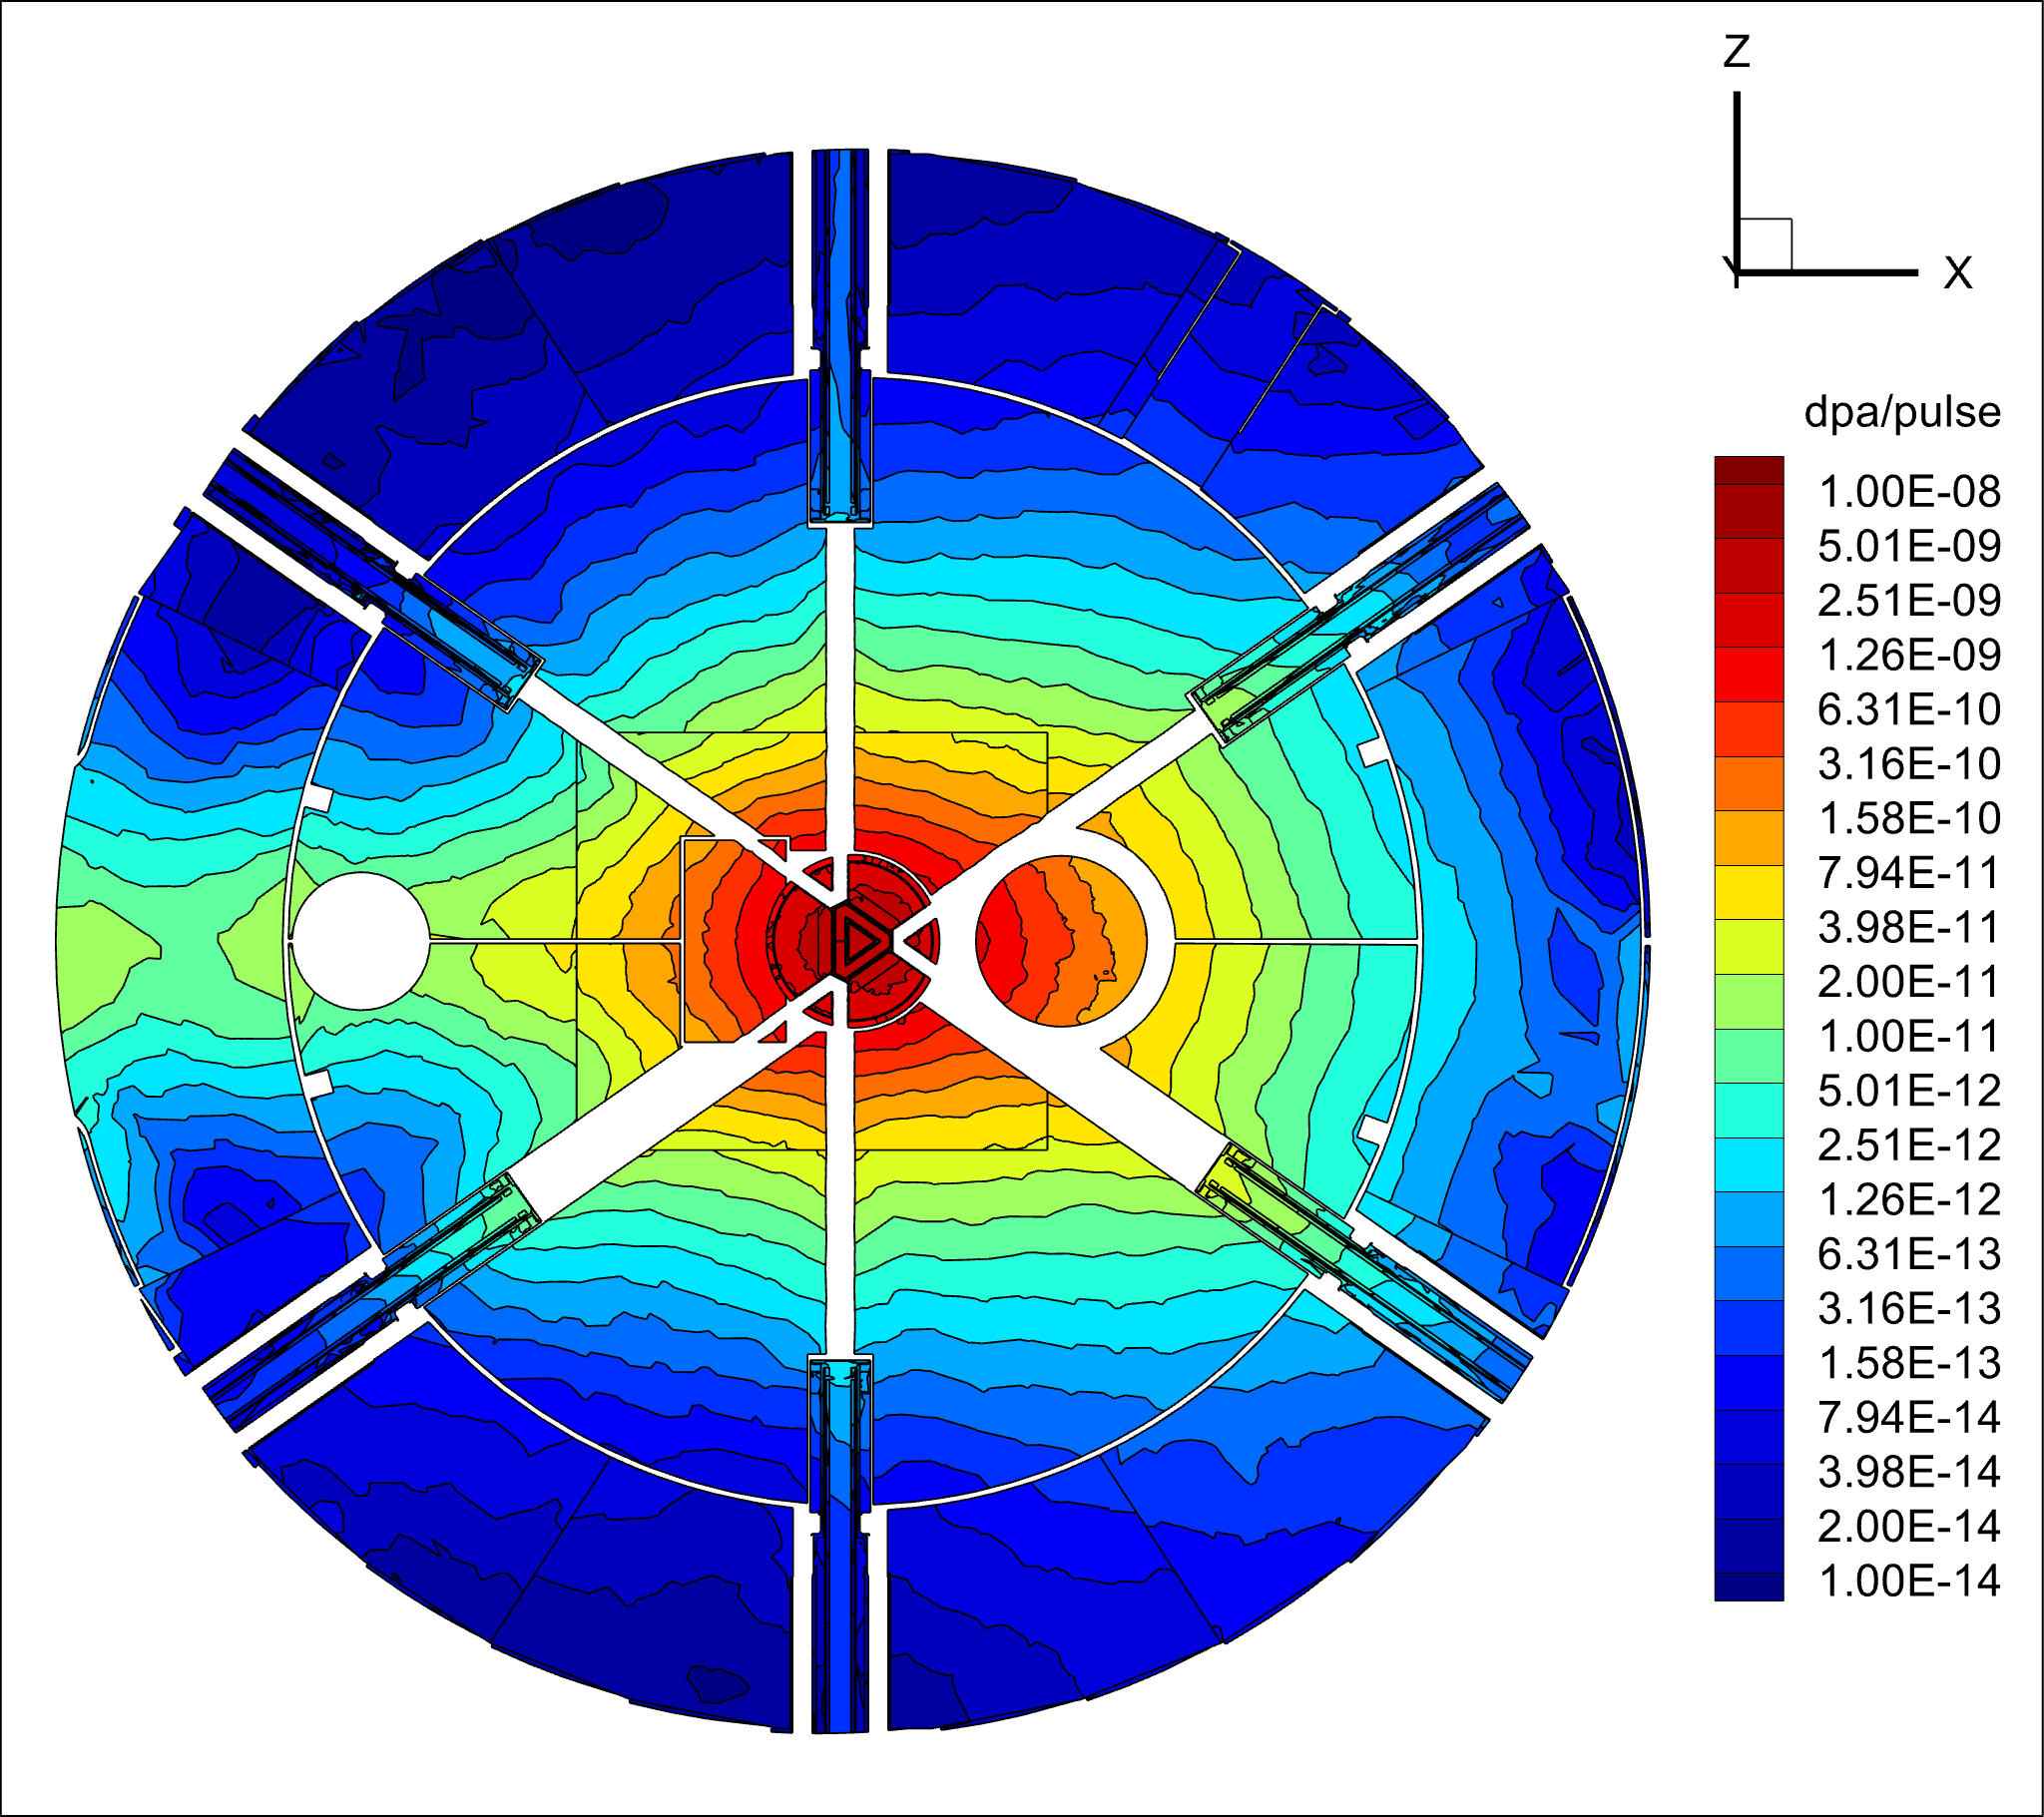 Z
Y
X
dpa/pulse
1.00E-08
5.01E-09
2.51E-09
1.26E-09
6.31E-10
3.16E-10
1.58E-10
7.94E-11
3.98E-11
2.00E-11
1.00E-11
5.01E-12
2.51E-12
1.26E-12
6.31E-13
3.16E-13
1.58E-13
7.94E-14
3.98E-14
2.00E-14
1.00E-14